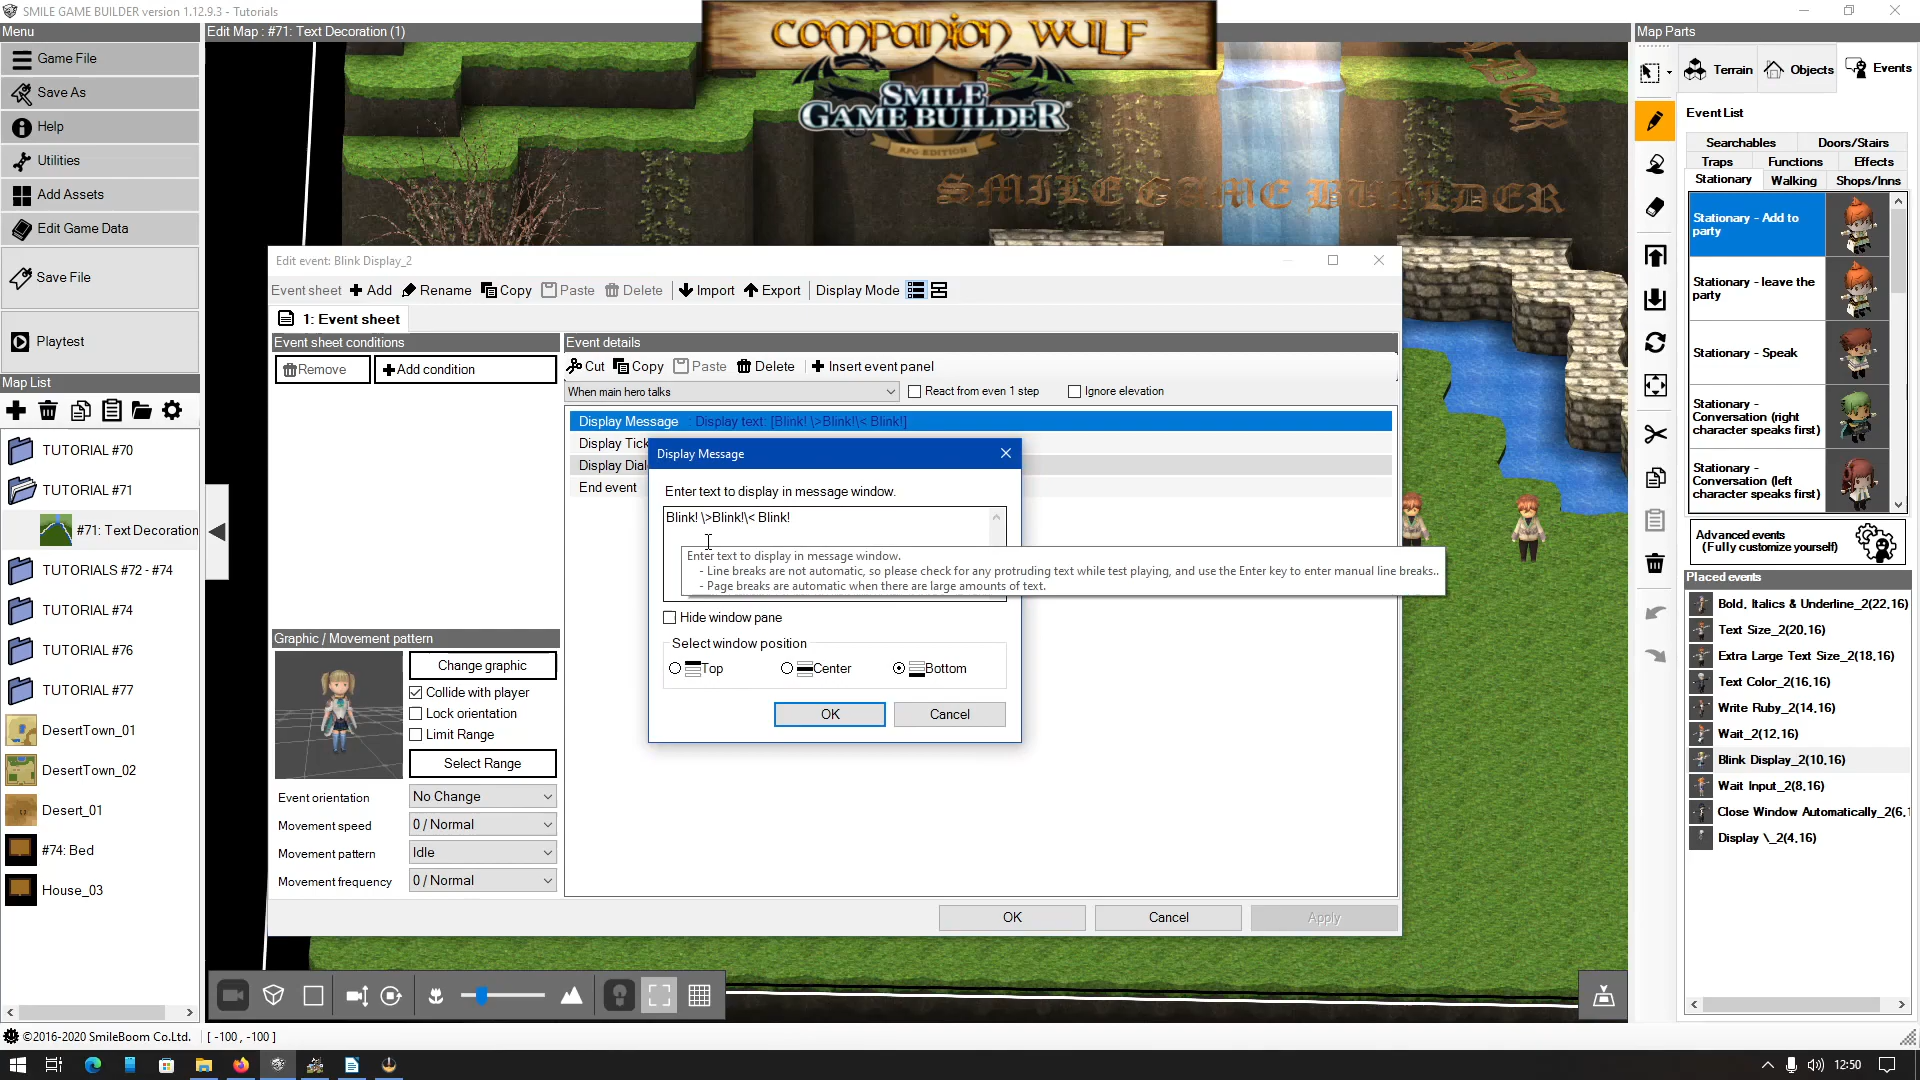 SMILE GAME BUILDER version 1.12.9.3 - Tutorials
Menu
Edit Map : #71: Text Decoration (1)
Map Parts
Game File
Save As
Help
Utilities
Add Assets
Edit Game Data
Save File
Playtest
Map List
TUTORIAL #70
TUTORIAL #71
#71: Text Decoration
TUTORIALS #72 - #74
TUTORIAL #74
TUTORIAL #76
TUTORIAL #77
DesertTown_01
DesertTown_02
Desert_01
#74: Bed
House_03
©2016-2020 SmileBoom Co.Ltd.
[ -100 , -100 ]
COMPANION WULF
SMILE
GAME BUILDER
RPG EDITION
SMILE GAME BUILDER
Edit event: Blink Display_2
Event sheet
Add
Rename
Copy
Paste
Delete
Import
Export
Display Mode
1: Event sheet
Event sheet conditions
Remove
Add condition
Event details
Cut
Copy
Paste
Delete
Insert event panel
When main hero talks
React from even 1 step
Ignore elevation
Display Message : Display text: [Blink! \>Blink!\< Blink!]
Display Tick
Display Dial
End event
Display Message
Enter text to display in message window.
Blink! \>Blink!\< Blink!
Enter text to display in message window.
- Line breaks are not automatic, so please check for any protruding text while test playing, and use the Enter key to enter manual line breaks..
- Page breaks are automatic when there are large amounts of text.
Hide window pane
Select window position
Top
Center
Bottom
OK
Cancel
Graphic / Movement pattern
Change graphic
Collide with player
Lock orientation
Limit Range
Select Range
Event orientation
No Change
Movement speed
0 / Normal
Movement pattern
Idle
Movement frequency
0 / Normal
OK
Cancel
Apply
Terrain
Objects
Events
Event List
Searchables
Doors/Stairs
Traps
Functions
Effects
Stationary
Walking
Shops/Inns
Stationary - Add to
party
Stationary - leave the
party
Stationary - Speak
Stationary -
Conversation (right
character speaks first)
Stationary -
Conversation (left
character speaks first)
Advanced events
(Fully customize yourself)
Placed events
Bold, Italics & Underline_2(22,16)
Text Size_2(20,16)
Extra Large Text Size_2(18,16)
Text Color_2(16,16)
Write Ruby_2(14,16)
Wait_2(12,16)
Blink Display_2(10,16)
Wait Input_2(8,16)
Close Window Automatically_2(6,1
Display \_2(4,16)
12:50